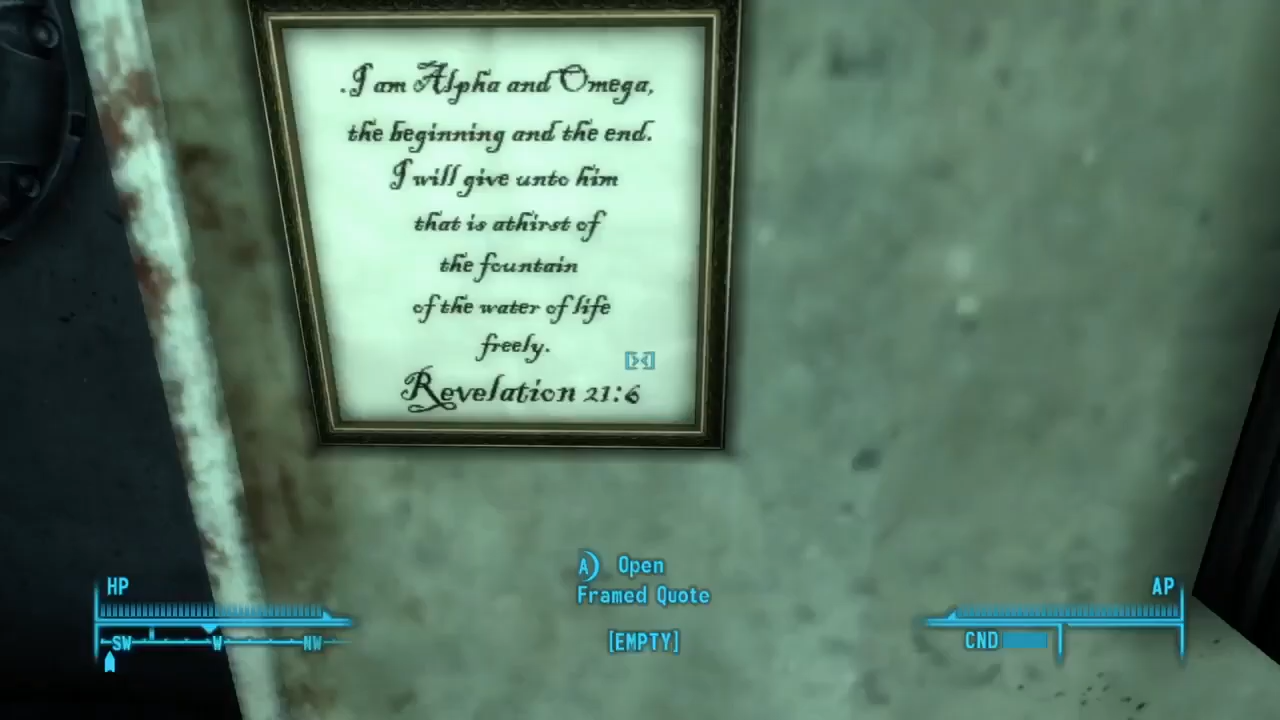 .I am Alpha and Omega,
the beginning and the end.
I will give unto him
that is athirst of
the fountain
of the water of life
freely.
Revelation 21:6
A) Open
Framed Quote
[EMPTY]
HP
SW W NW
AP
CND